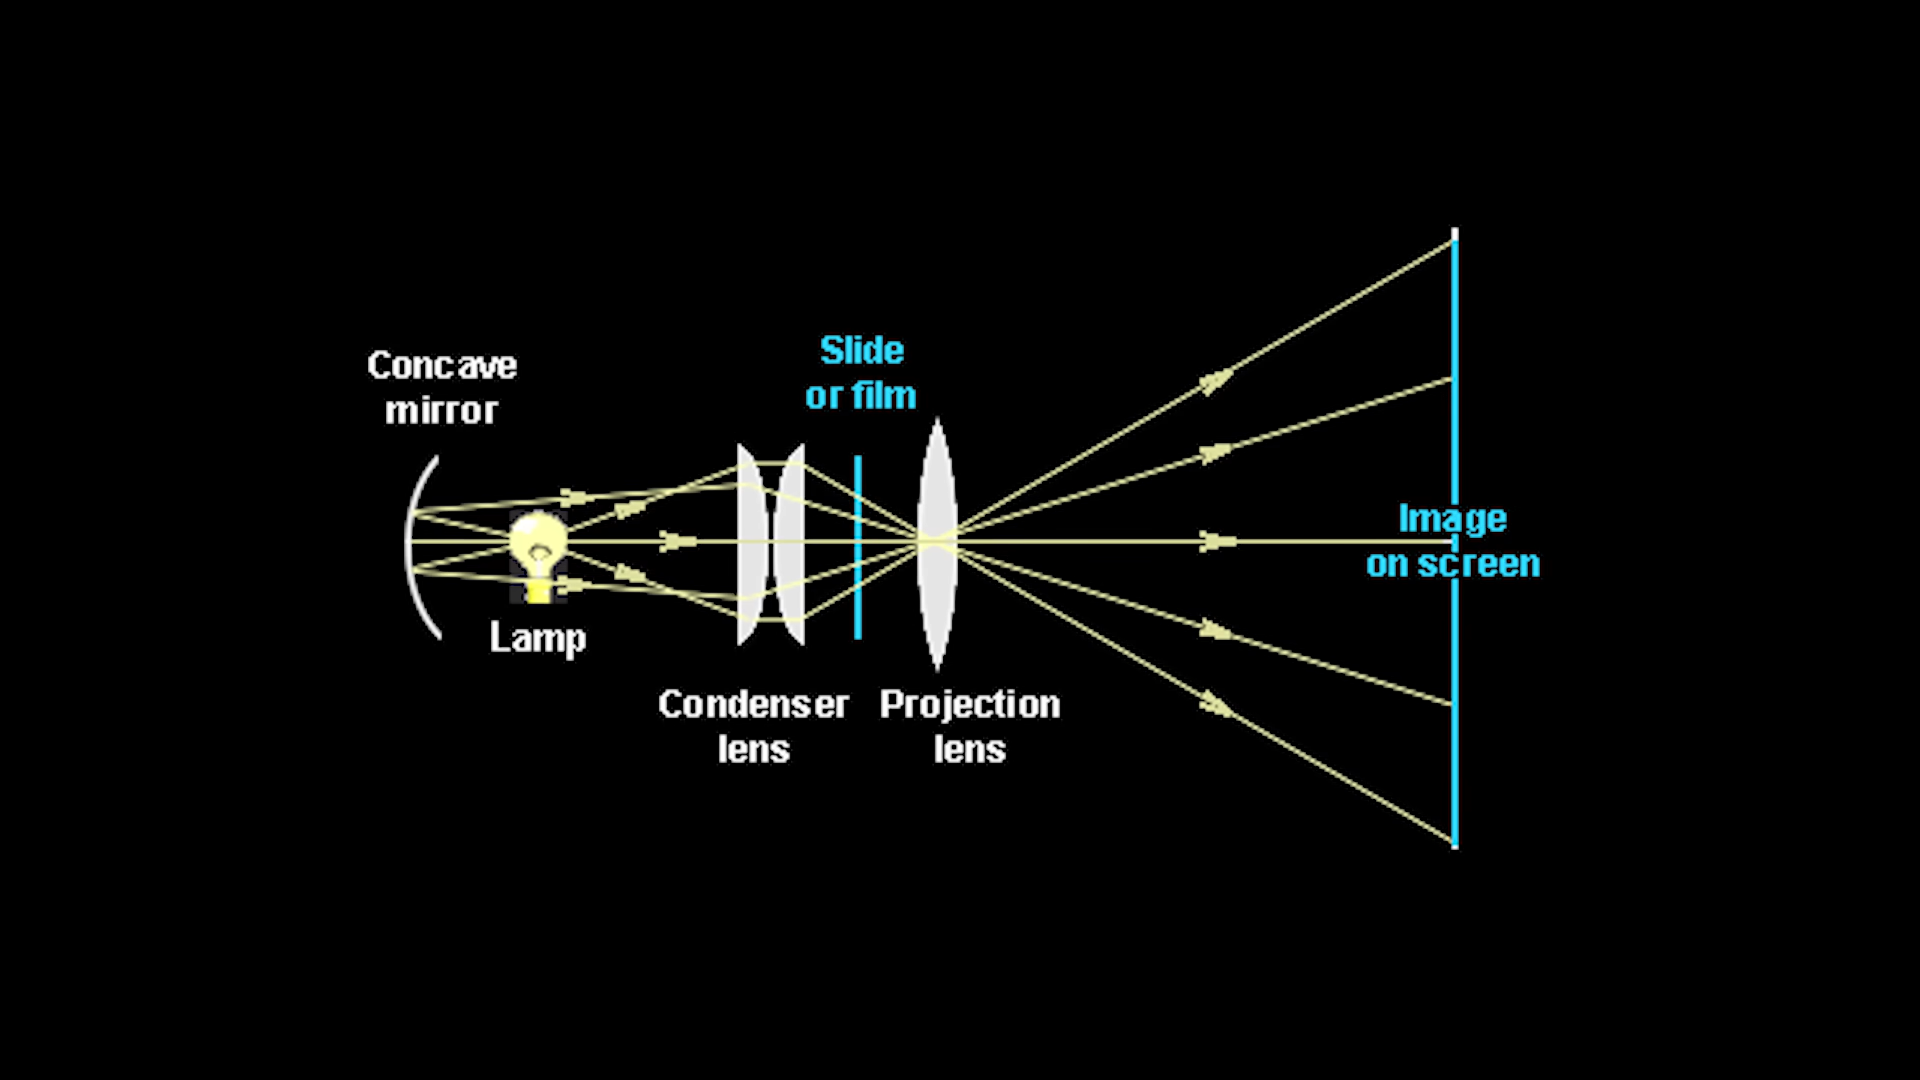 Concave
mirror
Lamp
Condenser
lens
Slide
or film
Projection
lens
Image
on screen